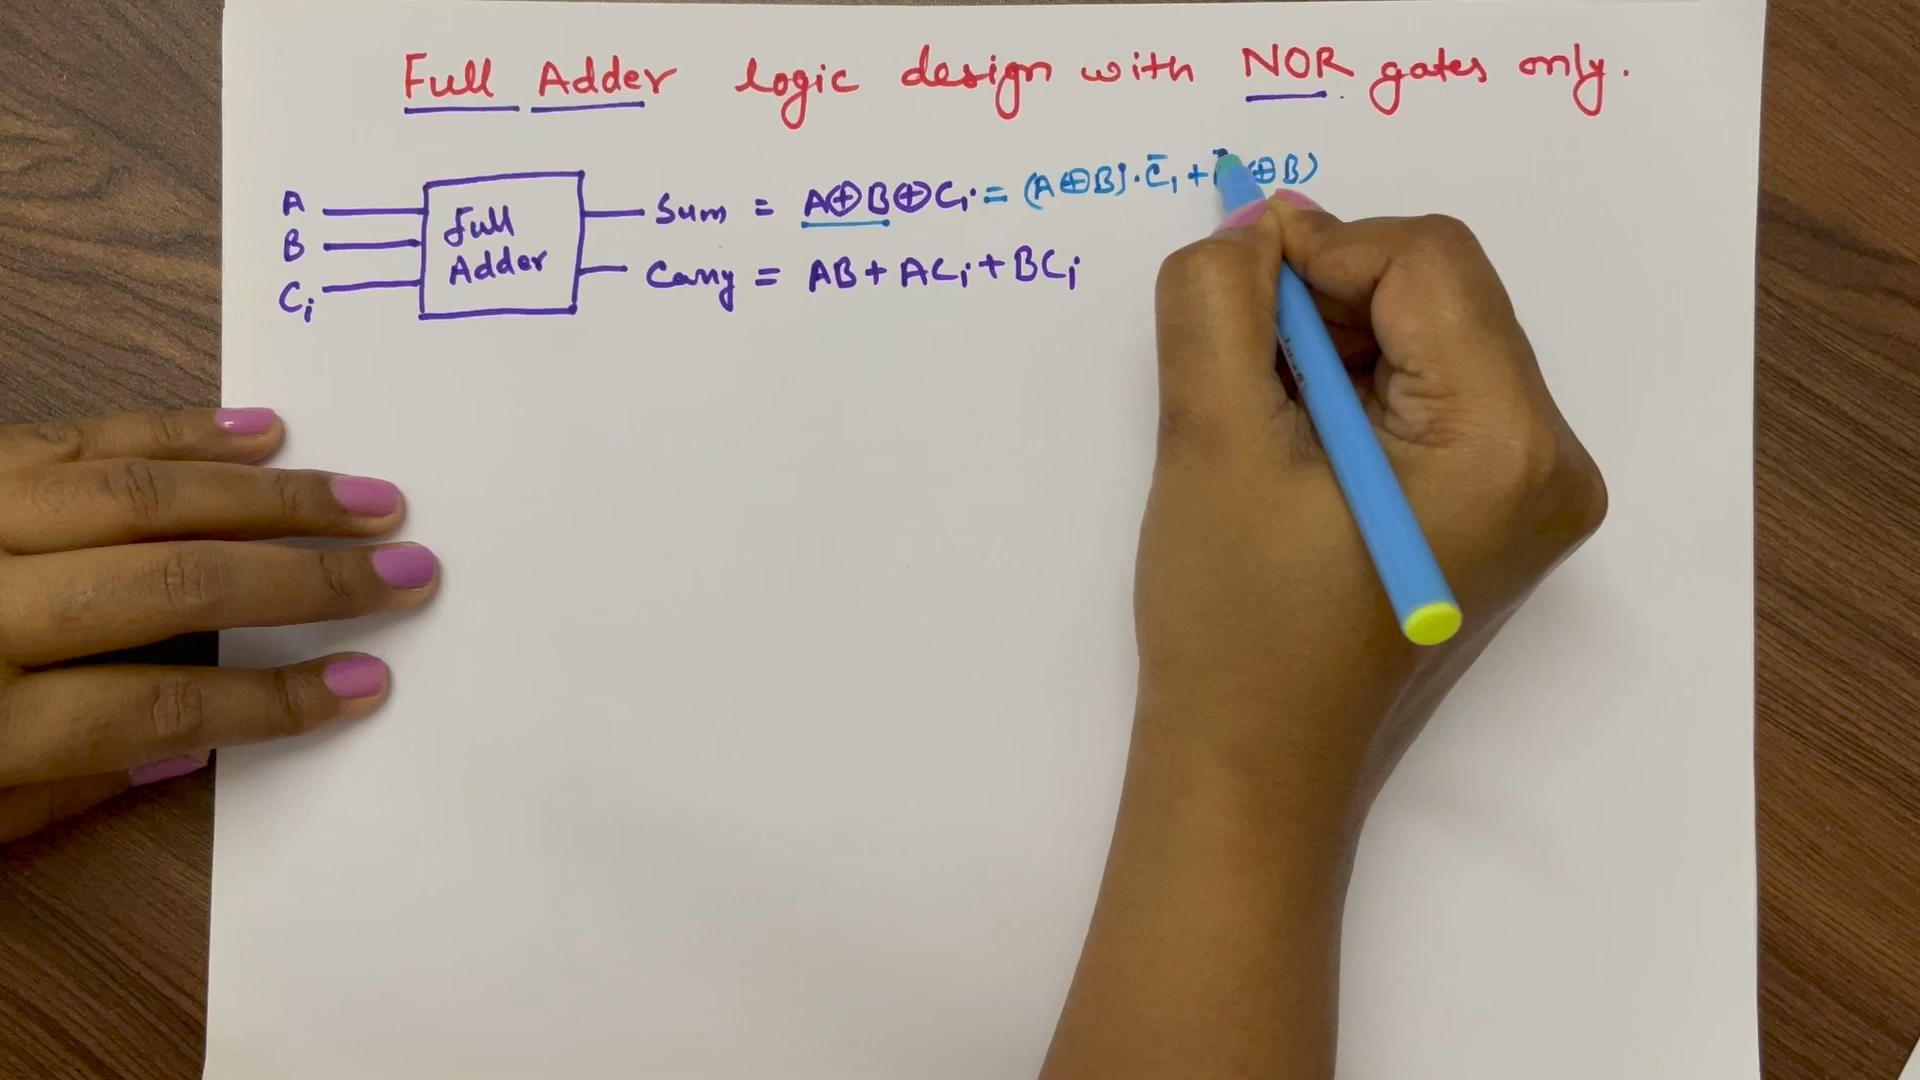 Full Adder logic design with NOR gates only.
A
B
Ci
Full
Adder
Sum = A⊕B⊕Ci = (A⊕B)·C̄i + ⊕B)
Carry = AB + ACi + BCi